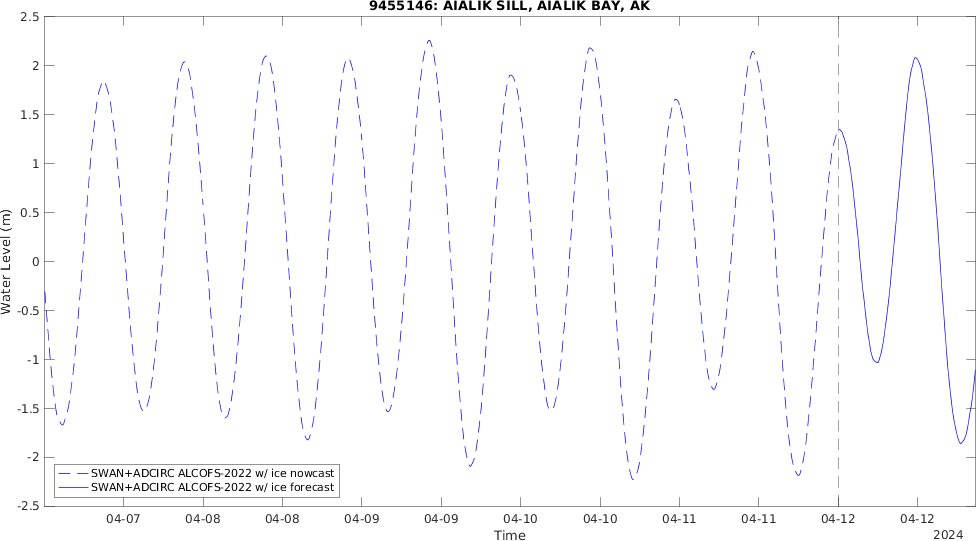 9455146: AIALIK SILL, AIALIK BAY, AK
2.5
2
1.5
1
0.5
0
-0.5
-1
-1.5
-2
-2.5
Water Level (m)
SWAN+ADCIRC ALCOFS-2022 w/ ice nowcast
SWAN+ADCIRC ALCOFS-2022 w/ ice forecast
04-07 04-08 04-08 04-09 04-09 04-10 04-10 04-11 04-11 04-12 04-12
Time
2024